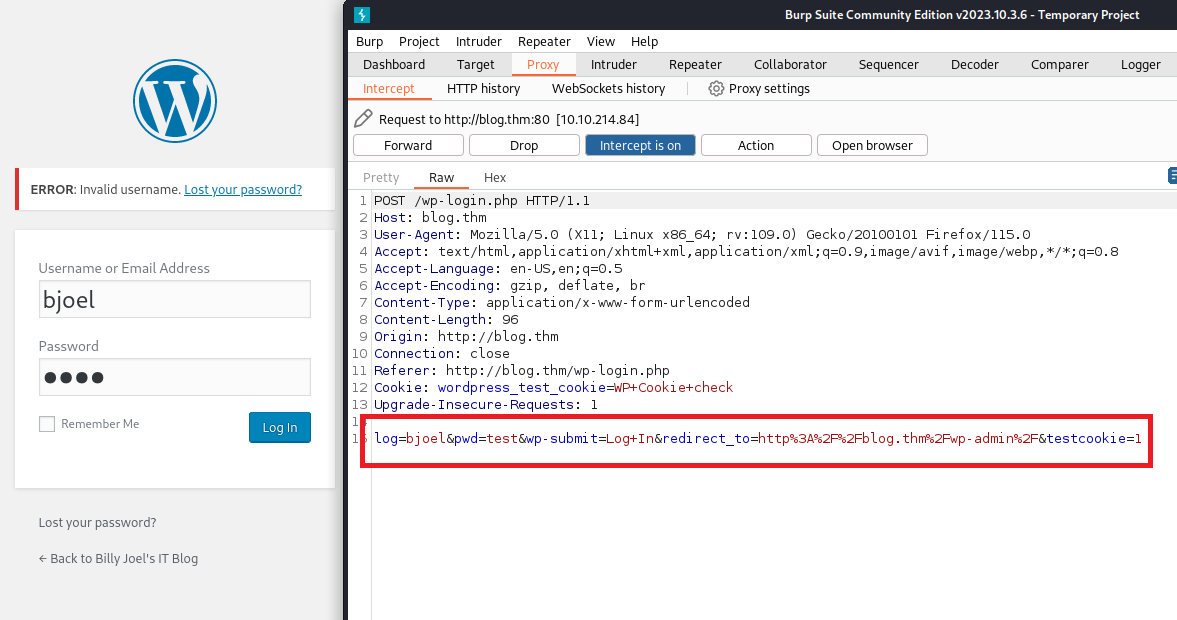 ERROR: Invalid username. Lost your password?
Username or Email Address
bjoel
Password
Remember Me
Log In
Lost your password?
← Back to Billy Joel's IT Blog
Burp Suite Community Edition v2023.10.3.6 - Temporary Project
Burp Project Intruder Repeater View Help
Dashboard Target Proxy Intruder Repeater Collaborator Sequencer Decoder Comparer Logger
Intercept HTTP history WebSockets history Proxy settings
Request to http://blog.thm:80 [10.10.214.84]
Forward Drop Intercept is on Action Open browser
Pretty Raw Hex
1 POST /wp-login.php HTTP/1.1
2 Host: blog.thm
3 User-Agent: Mozilla/5.0 (X11; Linux x86_64; rv:109.0) Gecko/20100101 Firefox/115.0
4 Accept: text/html,application/xhtml+xml,application/xml;q=0.9,image/avif,image/webp,*/*;q=0.8
5 Accept-Language: en-US,en;q=0.5
6 Accept-Encoding: gzip, deflate, br
7 Content-Type: application/x-www-form-urlencoded
8 Content-Length: 96
9 Origin: http://blog.thm
10 Connection: close
11 Referer: http://blog.thm/wp-login.php
12 Cookie: wordpress_test_cookie=WP+Cookie+check
13 Upgrade-Insecure-Requests: 1
14
15 log=bjoel&pwd=test&wp-submit=Log+In&redirect_to=http%3A%2F%2Fblog.thm%2Fwp-admin%2F&testcookie=1